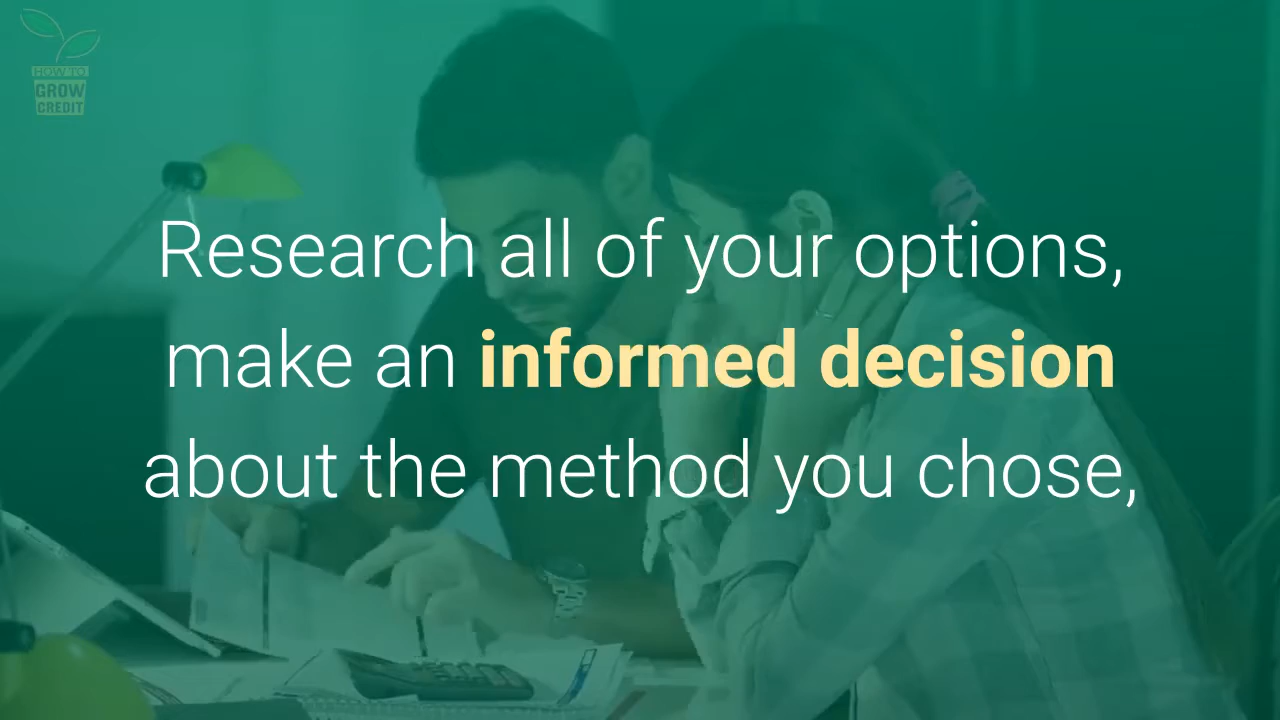 HOW TO
GROW
CREDIT
Research all of your options,
make an informed decision
about the method you chose,